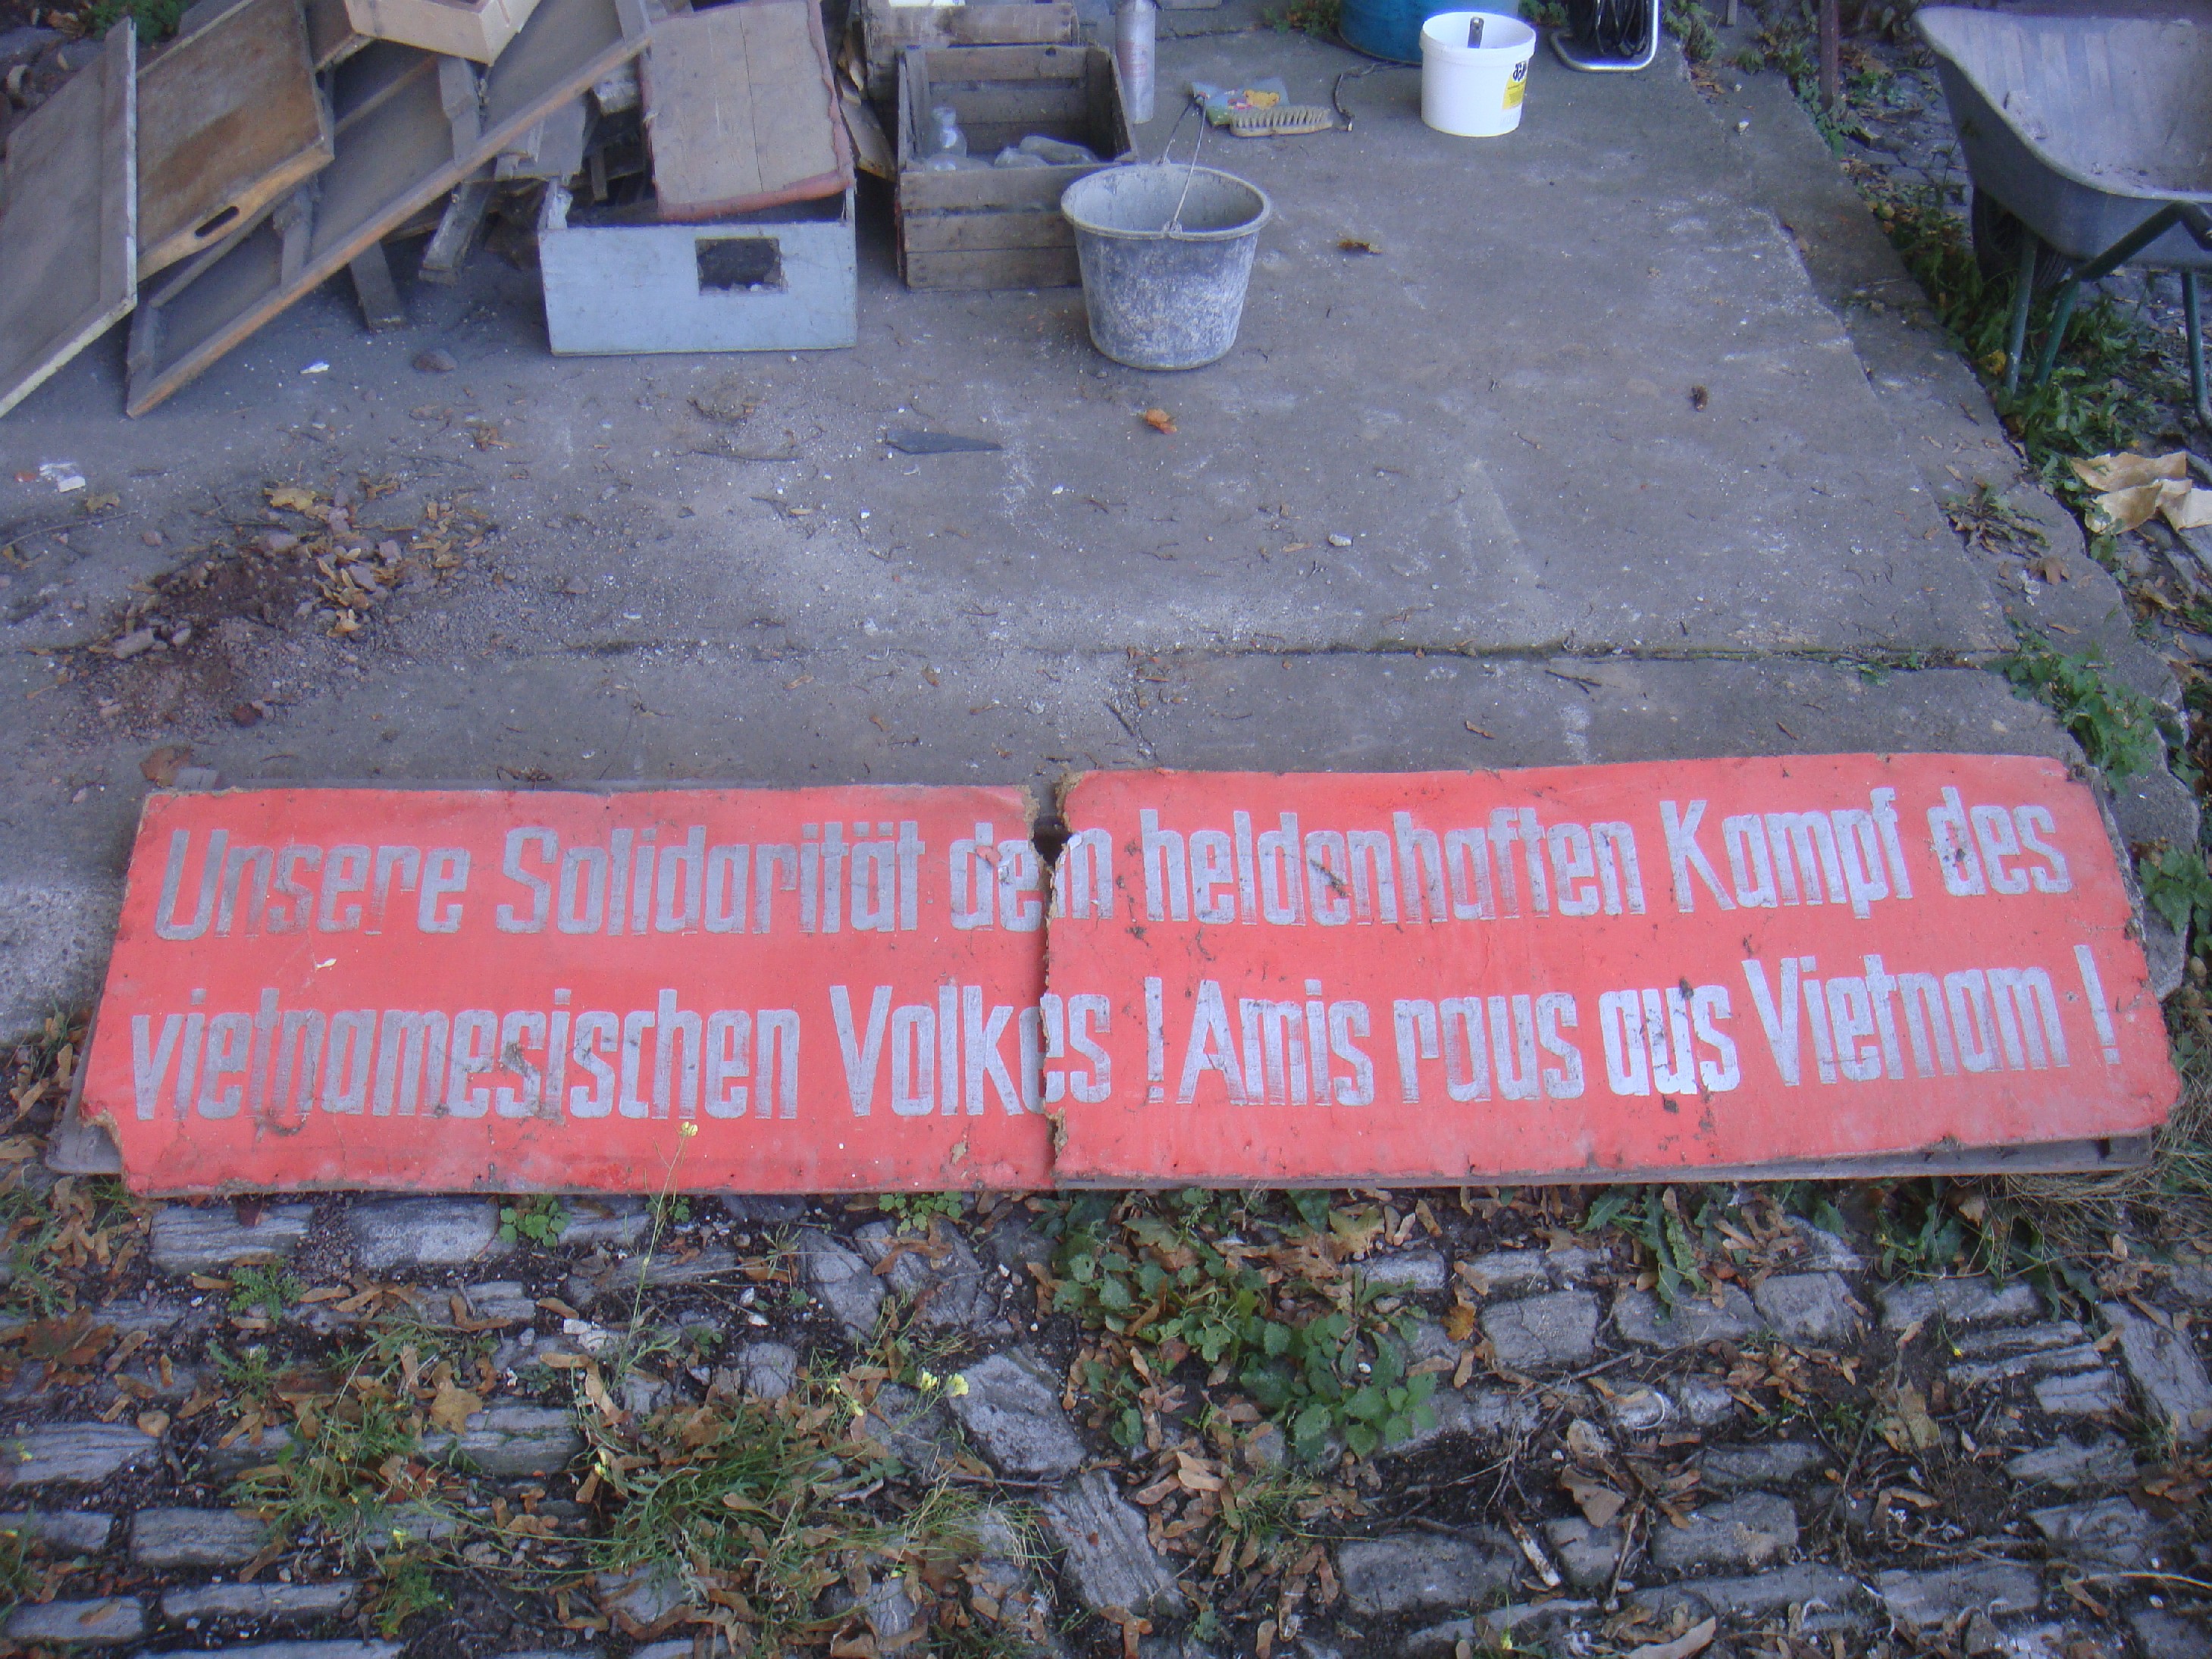 Unsere Solidarität dem heldenhaften Kampf des
vietnamesischen Volkes ! Amis raus aus Vietnam !